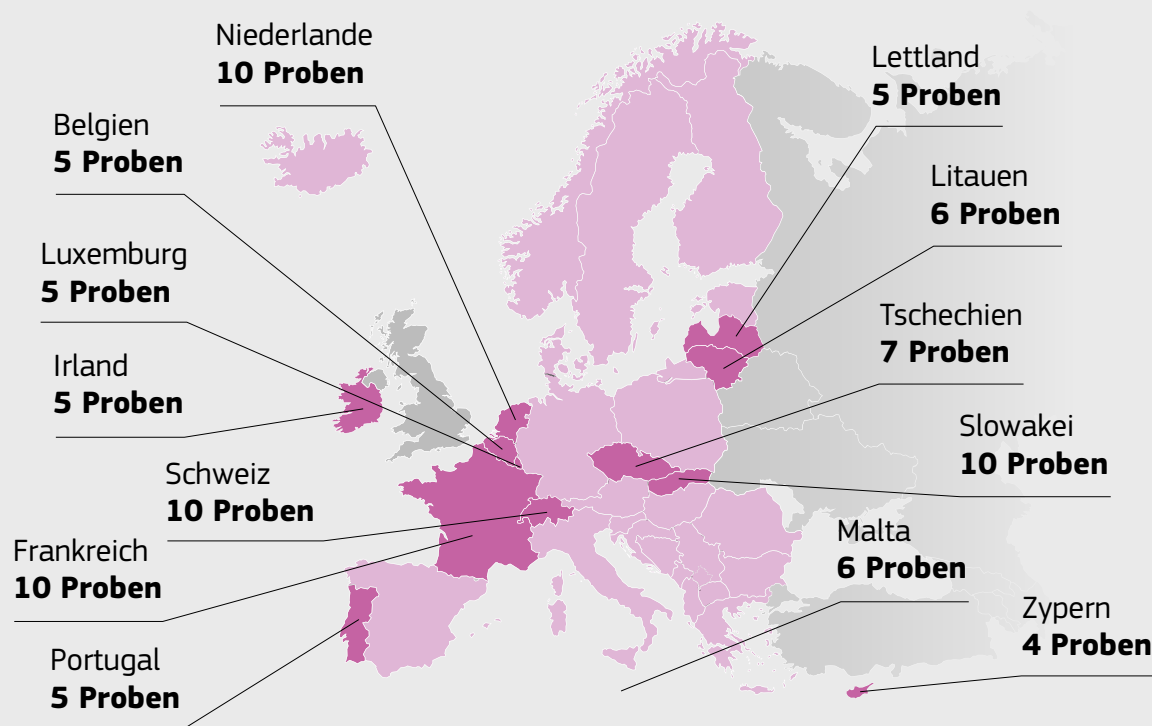 Niederlande
10 Proben
Belgien
5 Proben
Luxemburg
5 Proben
Irland
5 Proben
Schweiz
10 Proben
Frankreich
10 Proben
Portugal
5 Proben
Lettland
5 Proben
Litauen
6 Proben
Tschechien
7 Proben
Slowakei
10 Proben
Malta
6 Proben
Zypern
4 Proben